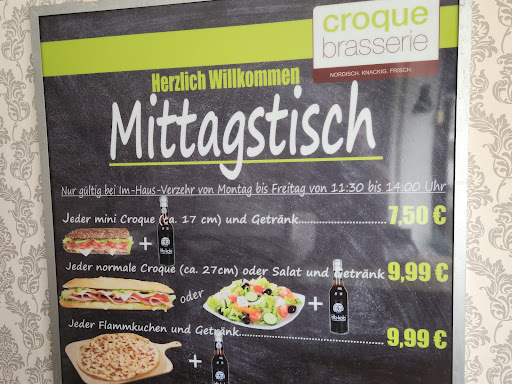 croque
brasserie
NORDISCH. KNACKIG. FRISCH.
Herzlich Willkommen
Mittagstisch
Nur gültig bei Im-Haus-Verzehr von Montag bis Freitag von 11:30 bis 14:00 Uhr
Jeder mini Croque (ca. 17 cm) und Getränk 7,50 €
+
Jeder normale Croque (ca. 27cm) oder Salat und Getränk 9,99 €
oder +
Jeder Flammkuchen und Getränk 9,99 €
+